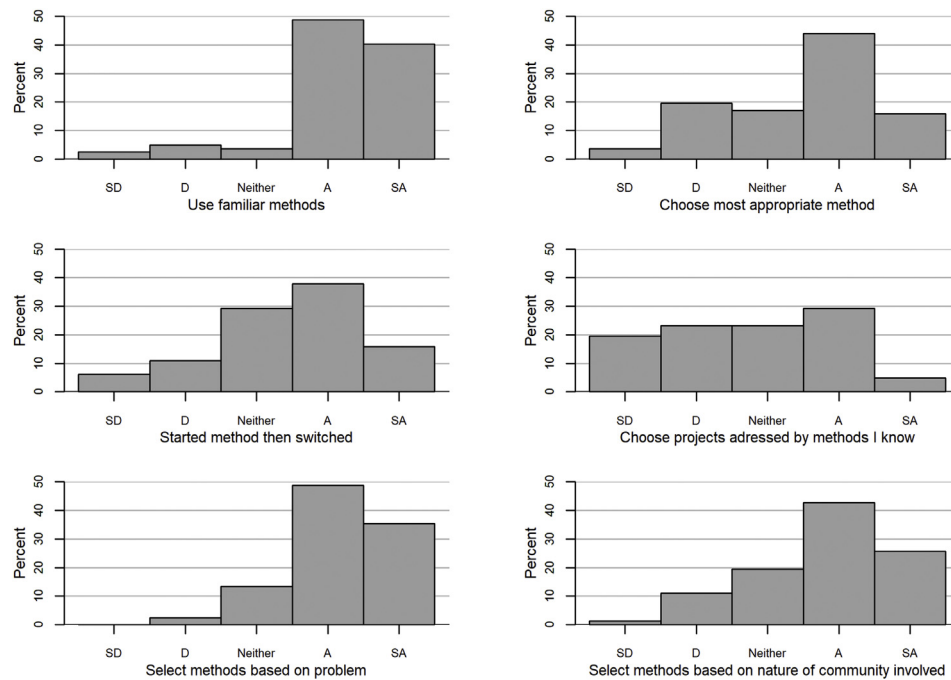 50
40
30
20
10
0
Percent
SD D Neither A SA
Use familiar methods
50
40
30
20
10
0
Percent
SD D Neither A SA
Choose most appropriate method
50
40
30
20
10
0
Percent
SD D Neither A SA
Started method then switched
50
40
30
20
10
0
Percent
SD D Neither A SA
Choose projects adressed by methods I know
50
40
30
20
10
0
Percent
SD D Neither A SA
Select methods based on problem
50
40
30
20
10
0
Percent
SD D Neither A SA
Select methods based on nature of community involved